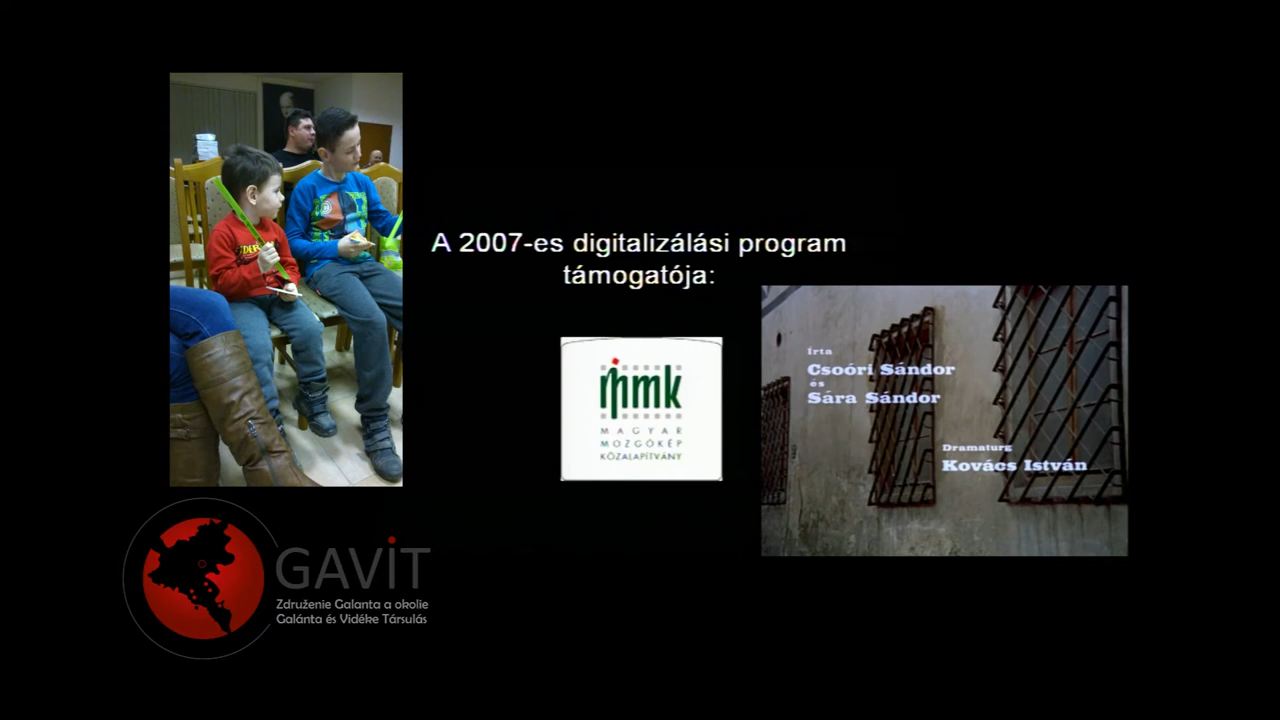 A 2007-es digitalizálási program
támogatója:
mmk
MAGYAR
MOZGÓKÉP
KÖZALAPÍTVÁNY
írta
Csoóri Sándor
és
Sára Sándor
Dramaturg
Kovács István
GAVIT
Združenie Galanta a okolie
Galánta és Vidéke Társulás